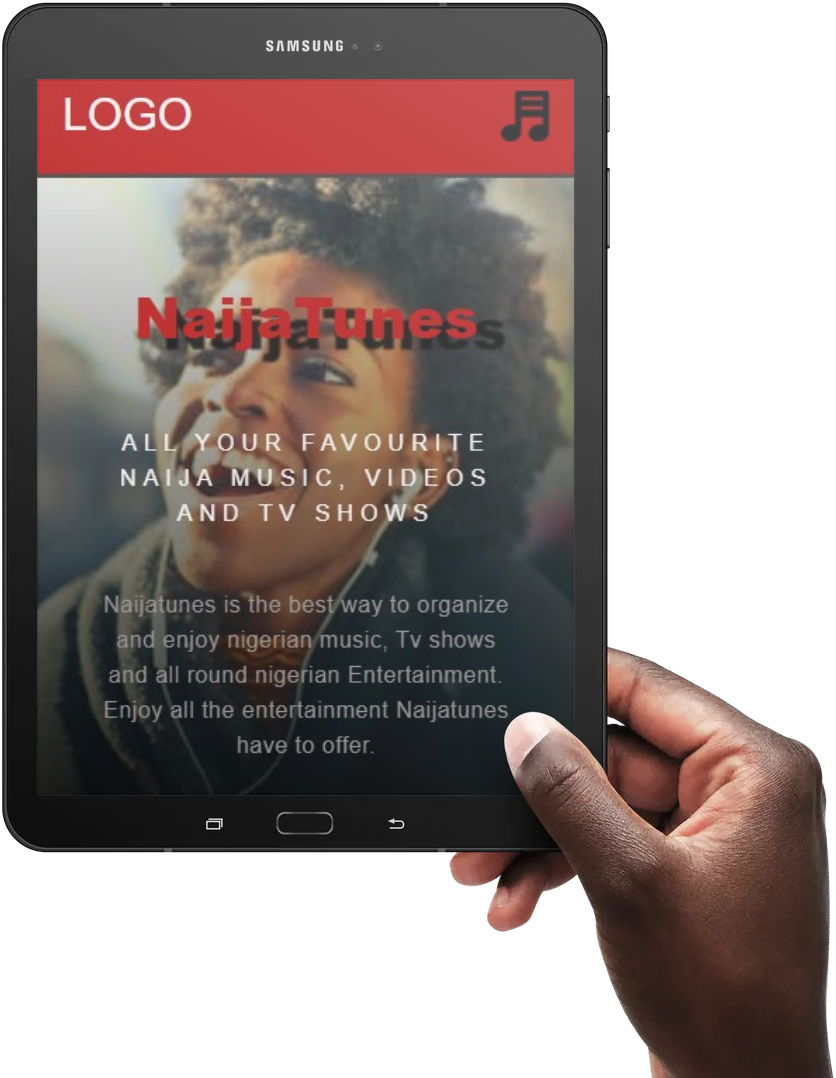 SAMSUNG
LOGO
NaijaTunes
ALL YOUR FAVOURITE
NAIJA MUSIC, VIDEOS
AND TV SHOWS
Naijatunes is the best way to organize
and enjoy nigerian music, Tv shows
and all round nigerian Entertainment.
Enjoy all the entertainment Naijatunes
have to offer.